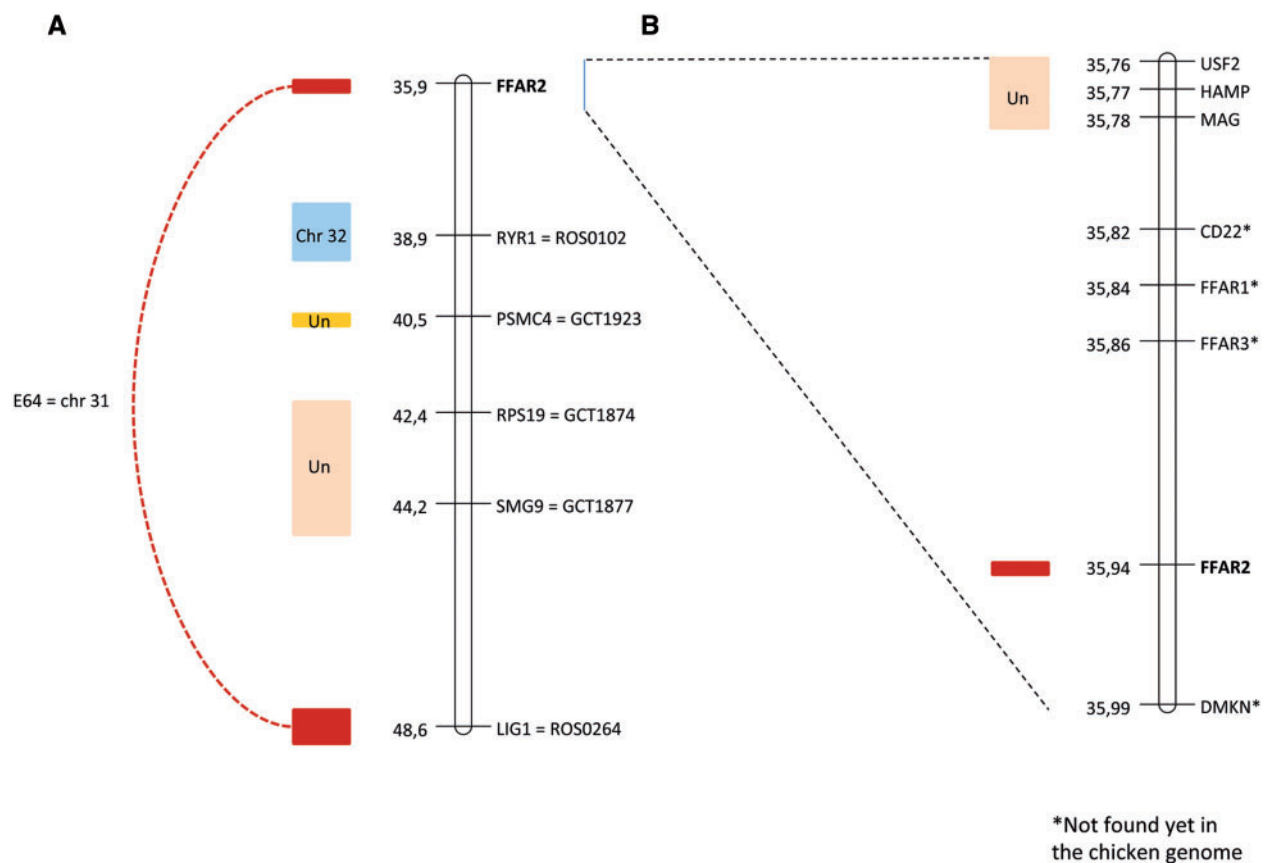 A
B
35,9 FFAR2
Chr 32
38,9 RYR1 = ROS0102
Un
40,5 PSMC4 = GCT1923
E64 = chr 31
42,4 RPS19 = GCT1874
Un
44,2 SMG9 = GCT1877
48,6 LIG1 = ROS0264
Un
35,76 USF2
35,77 HAMP
35,78 MAG
35,82 CD22*
35,84 FFAR1*
35,86 FFAR3*
35,94 FFAR2
35,99 DMKN*
*Not found yet in
the chicken genome